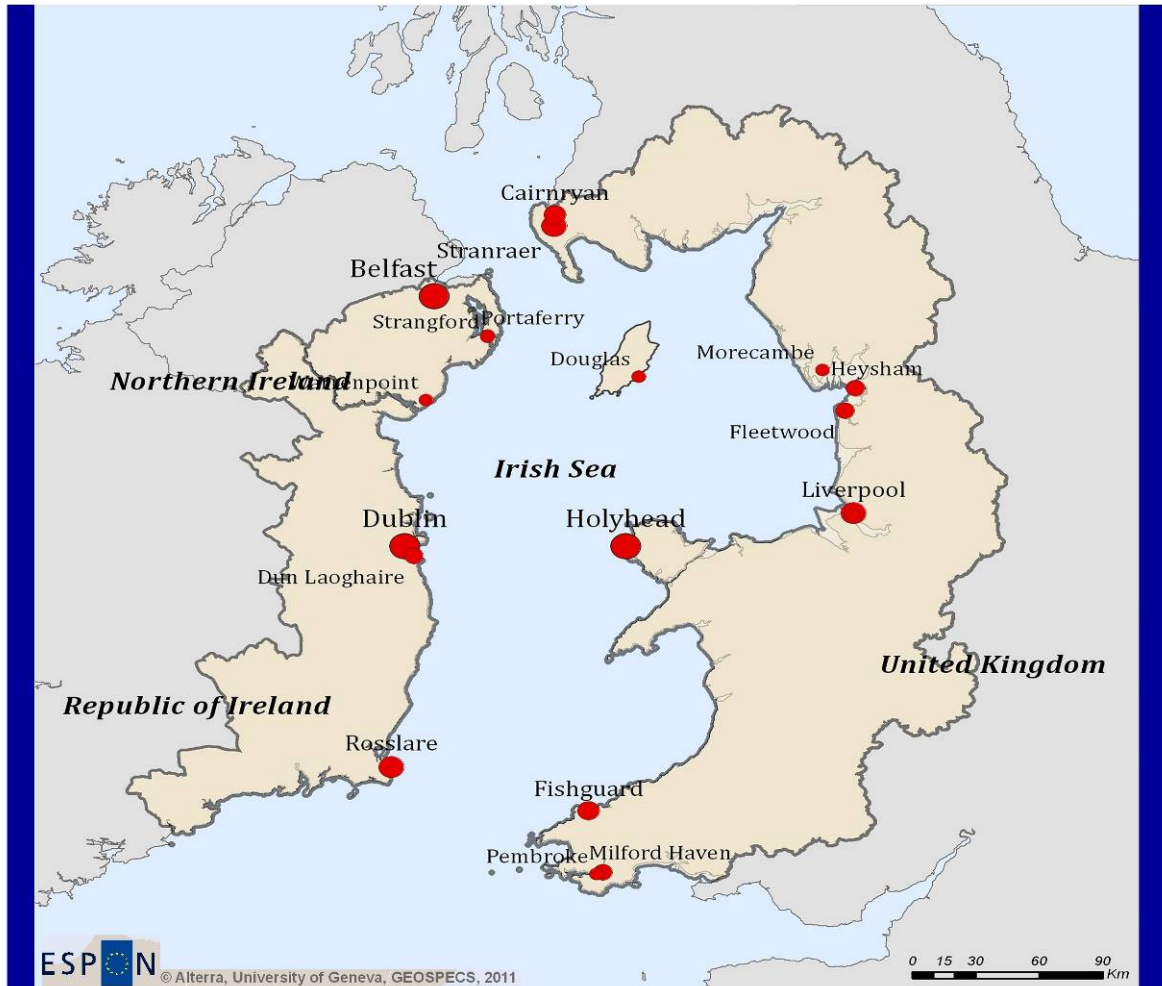 Cairnryan
Stranraer
Belfast
Strangford
Portaferry
Douglas
Morecambe
Heysham
Northern Ireland
Fleetwood
Irish Sea
Liverpool
Dublin
Holyhead
Dun Laoghaire
United Kingdom
Republic of Ireland
Rosslare
Fishguard
Pembroke
Milford Haven
ESPON
© Alterra, University of Geneva, GEOSPECS, 2011
0 15 30 60 90
Km